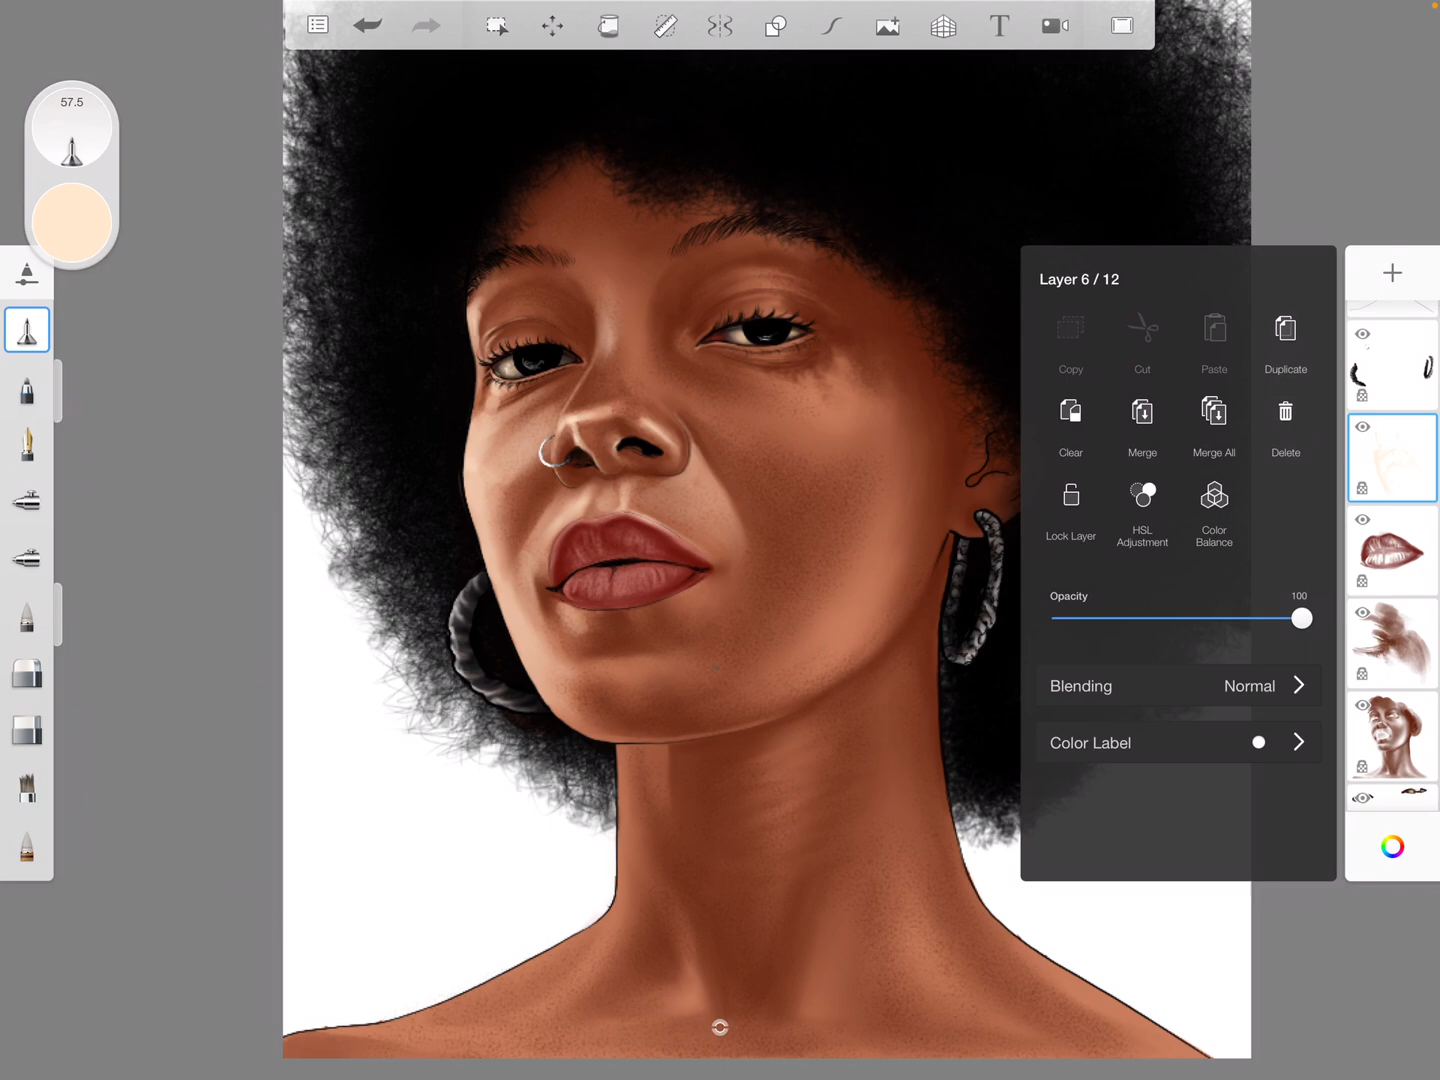 57.5
T
Layer 6 / 12
Copy
Cut
Paste
Duplicate
Clear
Merge
Merge All
Delete
Lock Layer
HSL
Adjustment
Color
Balance
Opacity
100
Blending
Normal
Color Label